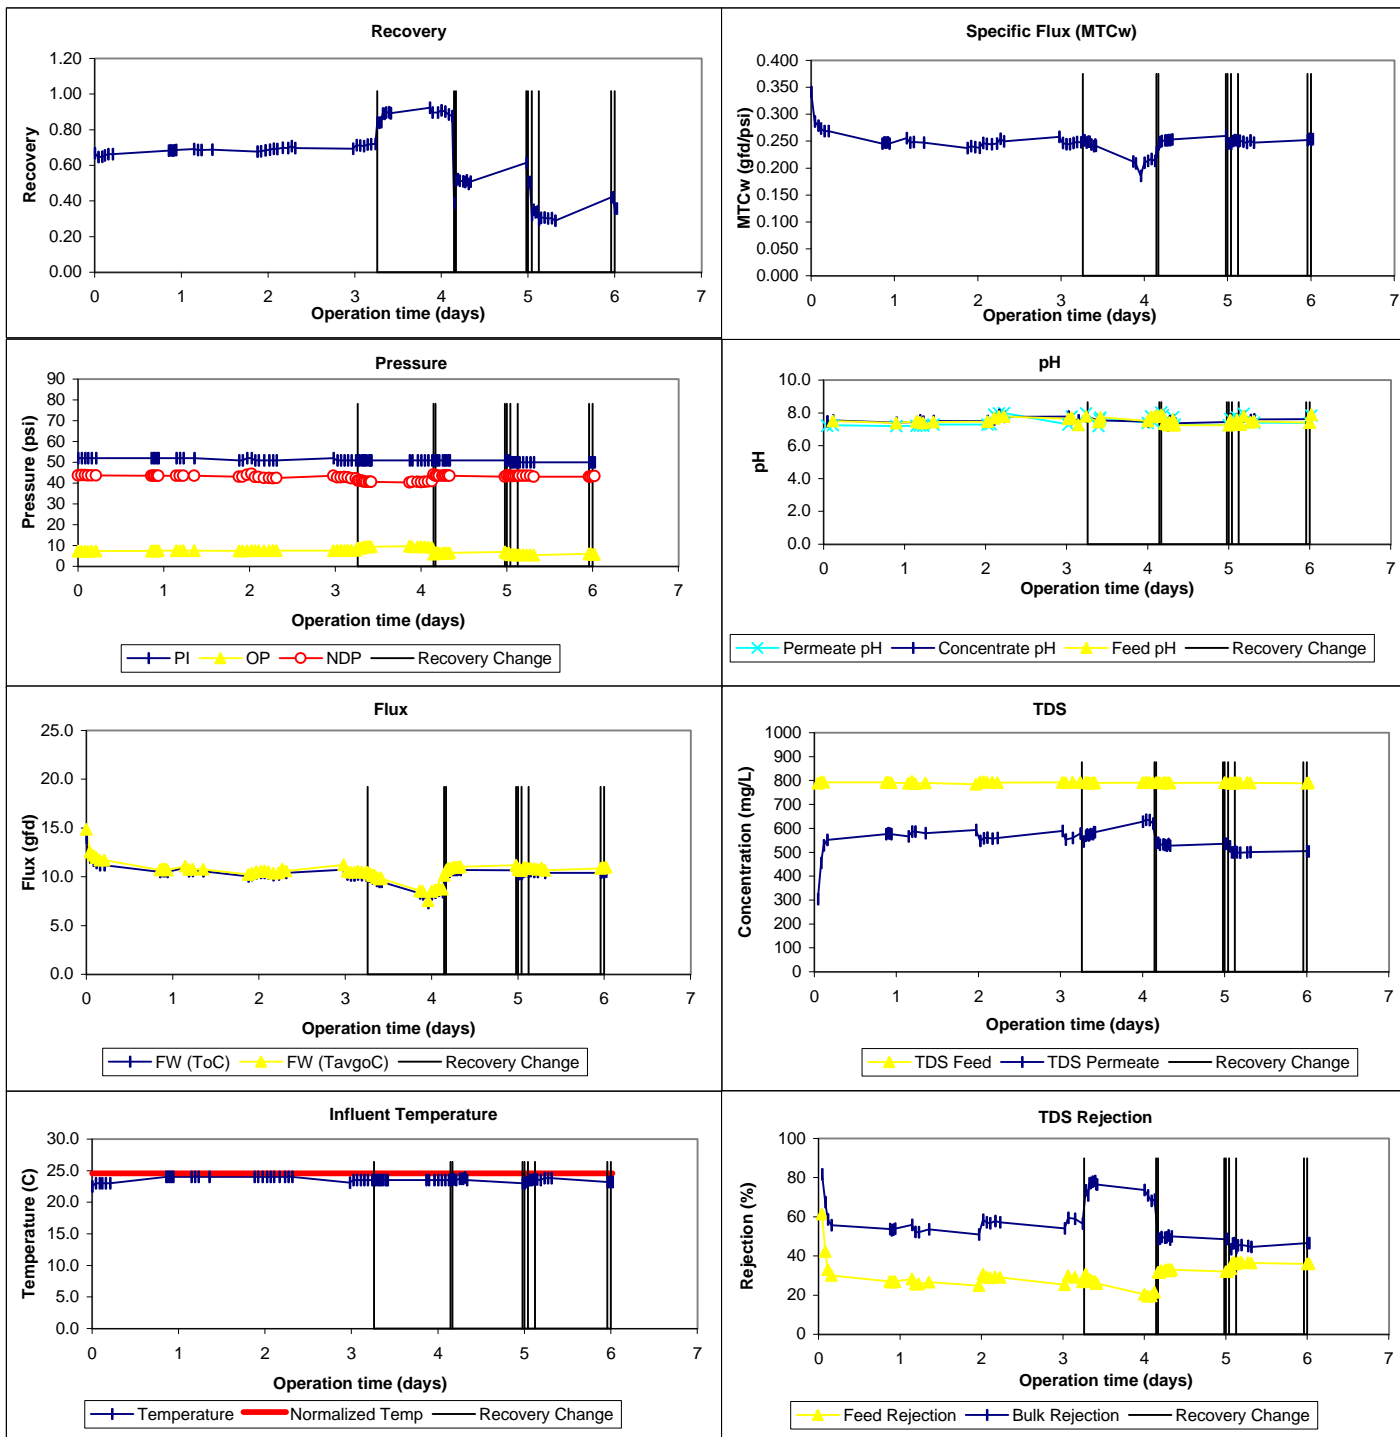 Recovery
1.20
1.00
0.80
0.60
0.40
0.20
0.00
Recovery
0 1 2 3 4 5 6 7
Operation time (days)
Specific Flux (MTCw)
0.400
0.350
0.300
0.250
0.200
0.150
0.100
0.050
0.000
MTCw (gfd/psi)
0 1 2 3 4 5 6 7
Operation time (days)
Pressure
90
80
70
60
50
40
30
20
10
0
Pressure (psi)
0 1 2 3 4 5 6 7
Operation time (days)
PI OP NDP Recovery Change
pH
10.0
8.0
6.0
4.0
2.0
0.0
pH
0 1 2 3 4 5 6 7
Operation time (days)
Permeate pH Concentrate pH Feed pH Recovery Change
Flux
25.0
20.0
15.0
10.0
5.0
0.0
Flux (gfd)
0 1 2 3 4 5 6 7
Operation time (days)
FW (ToC) FW (TavgoC) Recovery Change
TDS
1000
900
800
700
600
500
400
300
200
100
0
Concentration (mg/L)
0 1 2 3 4 5 6 7
Operation time (days)
TDS Feed TDS Permeate Recovery Change
Influent Temperature
30.0
25.0
20.0
15.0
10.0
5.0
0.0
Temperature (C)
0 1 2 3 4 5 6 7
Operation time (days)
Temperature Normalized Temp Recovery Change
TDS Rejection
100
80
60
40
20
0
Rejection (%)
0 1 2 3 4 5 6 7
Operation time (days)
Feed Rejection Bulk Rejection Recovery Change